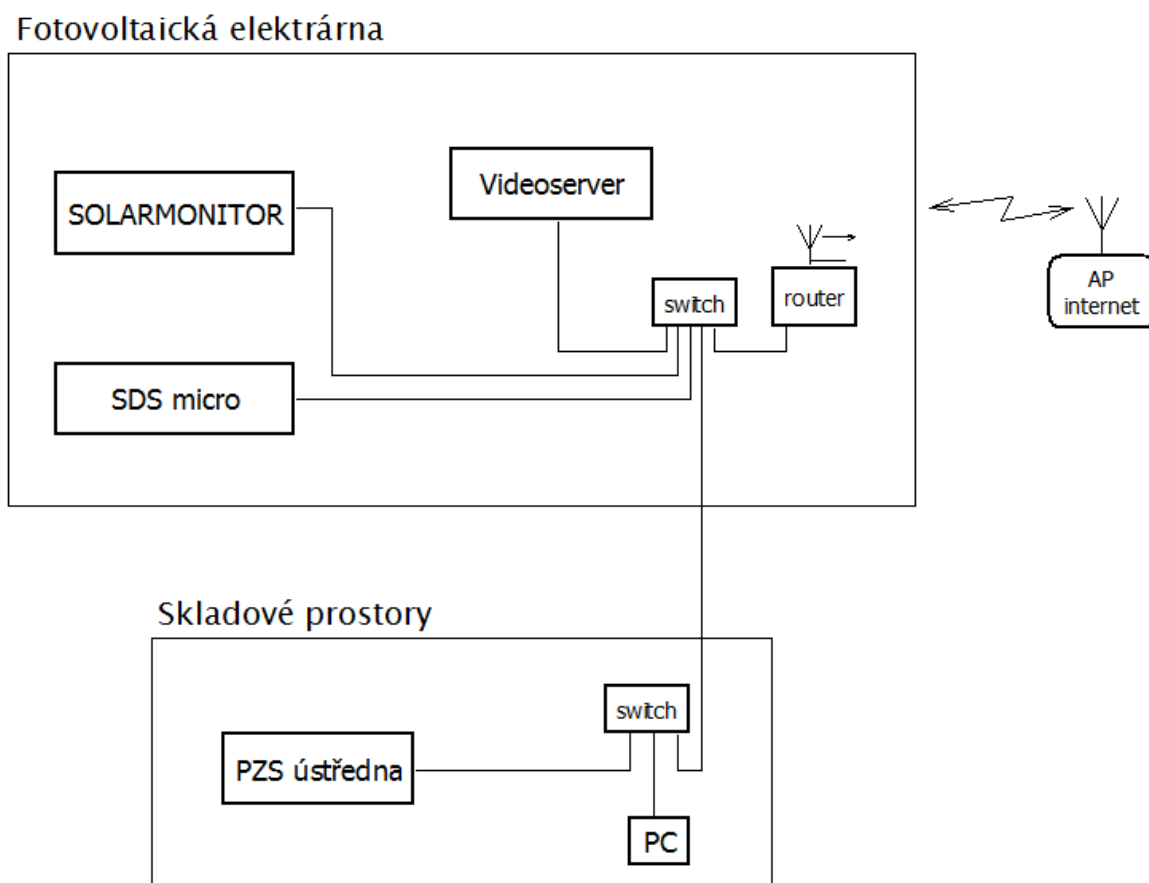 Fotovoltaická elektrárna
Videoserver
SOLARMONITOR
switch
router
AP
internet
SDS micro
Skladové prostory
switch
PZS ústředna
PC